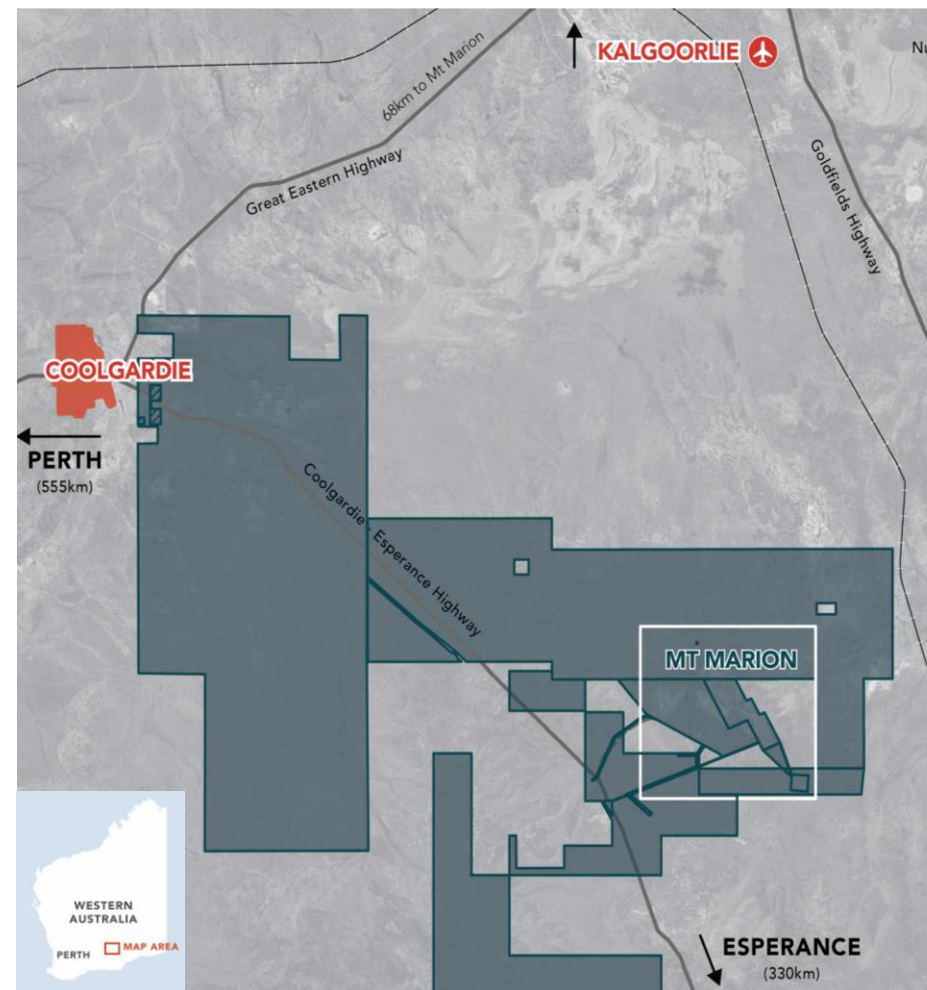 KALGOORLIE
Nu
68km to Mt Marion
Great Eastern Highway
Goldfields Highway
COOLGARDIE
PERTH
(555km)
Coolgardie - Esperance Highway
MT MARION
WESTERN
AUSTRALIA
PERTH
MAP AREA
ESPERANCE
(330km)